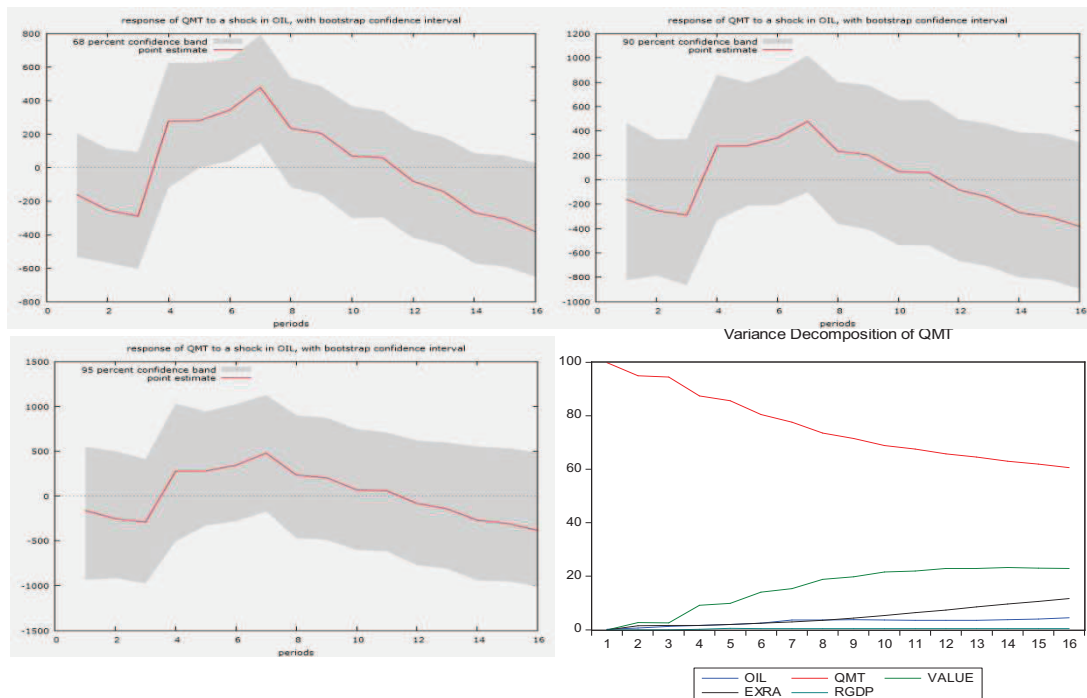 response of QMT to a shock in OIL, with bootstrap confidence interval
800
600
400
200
0
-200
-400
-600
-800
68 percent confidence band
point estimate
0 2 4 6 8 10 12 14 16
periods
response of QMT to a shock in OIL, with bootstrap confidence interval
1200
1000
800
600
400
200
0
-200
-400
-600
-800
-1000
90 percent confidence band
point estimate
0 2 4 6 8 10 12 14 16
periods
response of QMT to a shock in OIL, with bootstrap confidence interval
1500
1000
500
0
-500
-1000
-1500
95 percent confidence band
point estimate
0 2 4 6 8 10 12 14 16
periods
Variance Decomposition of QMT
100
80
60
40
20
0
1 2 3 4 5 6 7 8 9 10 11 12 13 14 15 16
OIL QMT VALUE
EXRA RGDP